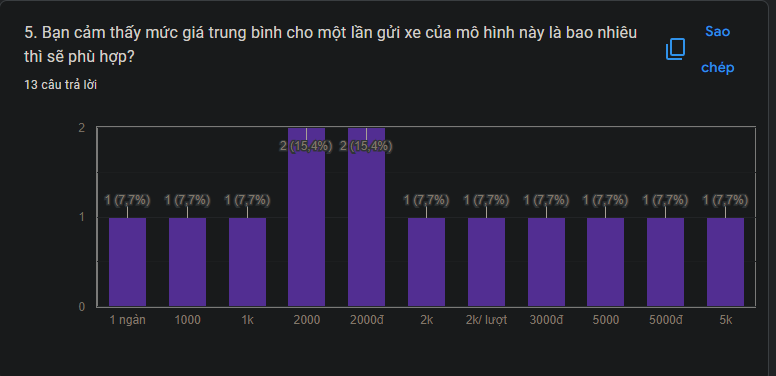 5. Bạn cảm thấy mức giá trung bình cho một lần gửi xe của mô hình này là bao nhiêu
thì sẽ phù hợp?
Sao
chép
13 câu trả lời
2
2 (15,4%) 2 (15,4%)
1 (7,7%) 1 (7,7%) 1 (7,7%) 1 (7,7%) 1 (7,7%) 1 (7,7%) 1 (7,7%) 1 (7,7%) 1 (7,7%)
1
0
1 ngàn 1000 1k 2000 2000đ 2k 2k/ lượt 3000đ 5000 5000đ 5k